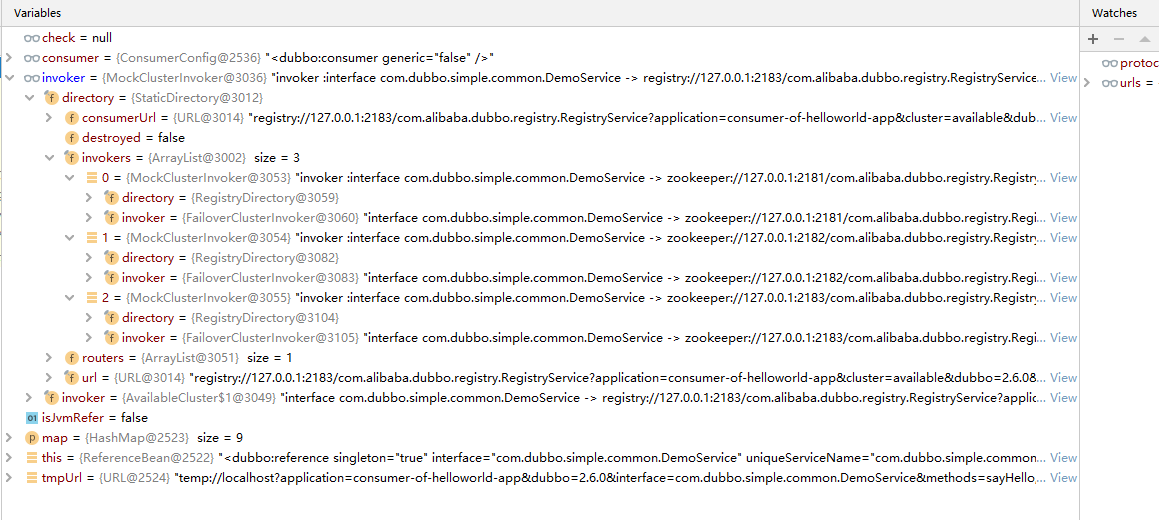 Variables
Watches
check = null
consumer = {ConsumerConfig@2536} "<dubbo:consumer generic="false" />"
protoc
invoker = {MockClusterInvoker@3036} "invoker :interface com.dubbo.simple.common.DemoService -> registry://127.0.0.1:2183/com.alibaba.dubbo.registry.RegistryService... View
urls =
directory = {StaticDirectory@3012}
consumerUrl = {URL@3014} "registry://127.0.0.1:2183/com.alibaba.dubbo.registry.RegistryService?application=consumer-of-helloworld-app&cluster=available&dub... View
destroyed = false
invokers = {ArrayList@3002} size = 3
0 = {MockClusterInvoker@3053} "invoker :interface com.dubbo.simple.common.DemoService -> zookeeper://127.0.0.1:2181/com.alibaba.dubbo.registry.Registr... View
directory = {RegistryDirectory@3059}
invoker = {FailoverClusterInvoker@3060} "interface com.dubbo.simple.common.DemoService -> zookeeper://127.0.0.1:2181/com.alibaba.dubbo.registry.Regi... View
1 = {MockClusterInvoker@3054} "invoker :interface com.dubbo.simple.common.DemoService -> zookeeper://127.0.0.1:2182/com.alibaba.dubbo.registry.Registr... View
directory = {RegistryDirectory@3082}
invoker = {FailoverClusterInvoker@3083} "interface com.dubbo.simple.common.DemoService -> zookeeper://127.0.0.1:2182/com.alibaba.dubbo.registry.Regi... View
2 = {MockClusterInvoker@3055} "invoker :interface com.dubbo.simple.common.DemoService -> zookeeper://127.0.0.1:2183/com.alibaba.dubbo.registry.Registr... View
directory = {RegistryDirectory@3104}
invoker = {FailoverClusterInvoker@3105} "interface com.dubbo.simple.common.DemoService -> zookeeper://127.0.0.1:2183/com.alibaba.dubbo.registry.Regi... View
routers = {ArrayList@3051} size = 1
url = {URL@3014} "registry://127.0.0.1:2183/com.alibaba.dubbo.registry.RegistryService?application=consumer-of-helloworld-app&cluster=available&dubbo=2.6.0&... View
invoker = {AvailableCluster$1@3049} "interface com.dubbo.simple.common.DemoService -> registry://127.0.0.1:2183/com.alibaba.dubbo.registry.RegistryService?applic... View
isJvmRefer = false
map = {HashMap@2523} size = 9
this = {ReferenceBean@2522} "<dubbo:reference singleton="true" interface="com.dubbo.simple.common.DemoService" uniqueServiceName="com.dubbo.simple.common... View
tmpUrl = {URL@2524} "temp://localhost?application=consumer-of-helloworld-app&dubbo=2.6.0&interface=com.dubbo.simple.common.DemoService&methods=sayHello... View